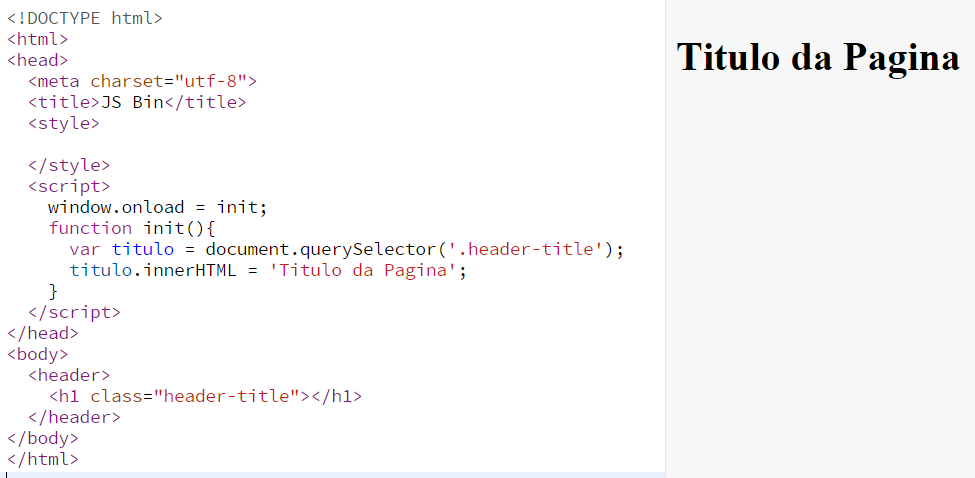 <!DOCTYPE html>
<html>
<head>
  <meta charset="utf-8">
  <title>JS Bin</title>
  <style>

  </style>
  <script>
    window.onload = init;
    function init(){
      var titulo = document.querySelector('.header-title');
      titulo.innerHTML = 'Titulo da Pagina';
    }
  </script>
</head>
<body>
  <header>
    <h1 class="header-title"></h1>
  </header>
</body>
</html>
Titulo da Pagina